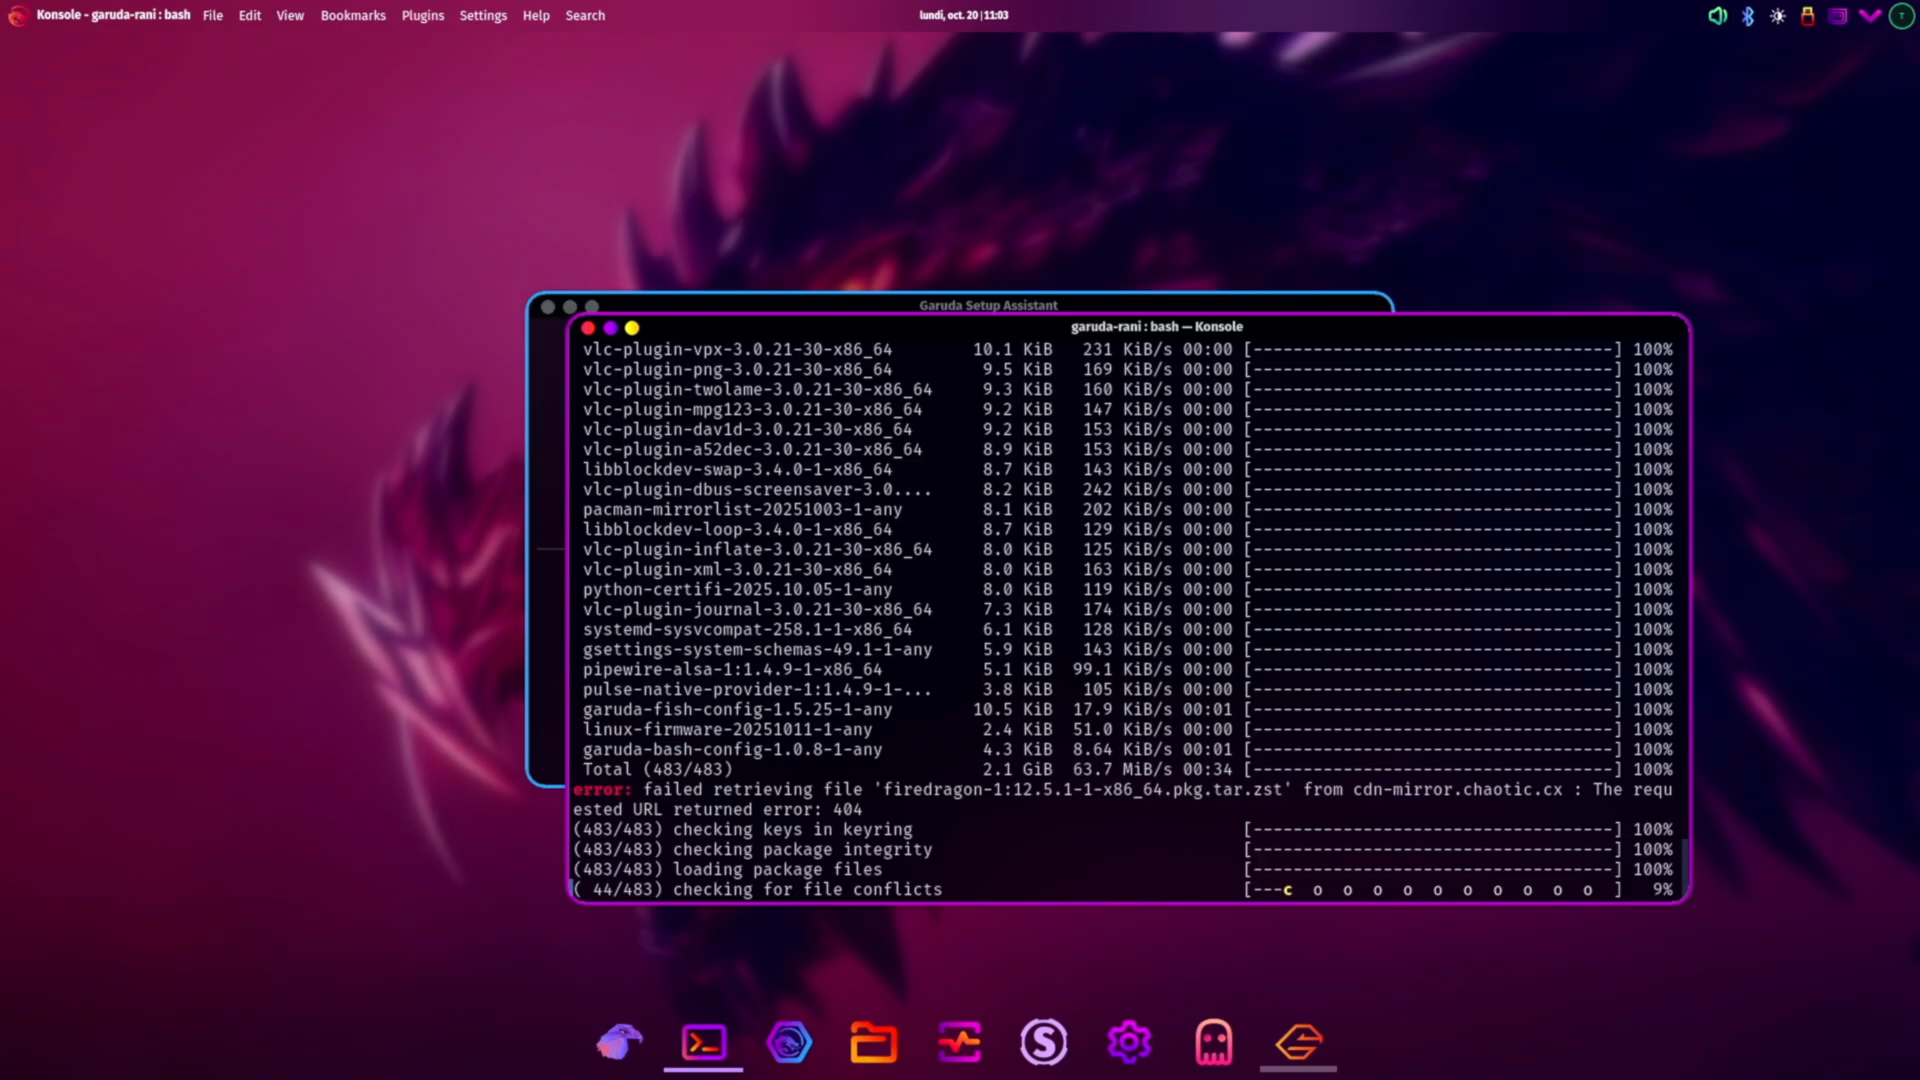 Konsole - garuda-rani : bash File Edit View Bookmarks Plugins Settings Help Search lundi, oct. 20 | 11:03
Garuda Setup Assistant
garuda-rani : bash — Konsole
vlc-plugin-vpx-3.0.21-30-x86_64 10.1 KiB 231 KiB/s 00:00 [------------------------------------] 100%
vlc-plugin-png-3.0.21-30-x86_64 9.5 KiB 169 KiB/s 00:00 [------------------------------------] 100%
vlc-plugin-twolame-3.0.21-30-x86_64 9.3 KiB 160 KiB/s 00:00 [------------------------------------] 100%
vlc-plugin-mpg123-3.0.21-30-x86_64 9.2 KiB 147 KiB/s 00:00 [------------------------------------] 100%
vlc-plugin-dav1d-3.0.21-30-x86_64 9.2 KiB 153 KiB/s 00:00 [------------------------------------] 100%
vlc-plugin-a52dec-3.0.21-30-x86_64 8.9 KiB 153 KiB/s 00:00 [------------------------------------] 100%
libblockdev-swap-3.4.0-1-x86_64 8.7 KiB 143 KiB/s 00:00 [------------------------------------] 100%
vlc-plugin-dbus-screensaver-3.0.... 8.2 KiB 242 KiB/s 00:00 [------------------------------------] 100%
pacman-mirrorlist-20251003-1-any 8.1 KiB 202 KiB/s 00:00 [------------------------------------] 100%
libblockdev-loop-3.4.0-1-x86_64 8.7 KiB 129 KiB/s 00:00 [------------------------------------] 100%
vlc-plugin-inflate-3.0.21-30-x86_64 8.0 KiB 125 KiB/s 00:00 [------------------------------------] 100%
vlc-plugin-xml-3.0.21-30-x86_64 8.0 KiB 163 KiB/s 00:00 [------------------------------------] 100%
python-certifi-2025.10.05-1-any 8.0 KiB 119 KiB/s 00:00 [------------------------------------] 100%
vlc-plugin-journal-3.0.21-30-x86_64 7.3 KiB 174 KiB/s 00:00 [------------------------------------] 100%
systemd-sysvcompat-258.1-1-x86_64 6.1 KiB 128 KiB/s 00:00 [------------------------------------] 100%
gsettings-system-schemas-49.1-1-any 5.9 KiB 143 KiB/s 00:00 [------------------------------------] 100%
pipewire-alsa-1:1.4.9-1-x86_64 5.1 KiB 99.1 KiB/s 00:00 [------------------------------------] 100%
pulse-native-provider-1:1.4.9-1-... 3.8 KiB 105 KiB/s 00:00 [------------------------------------] 100%
garuda-fish-config-1.5.25-1-any 10.5 KiB 17.9 KiB/s 00:01 [------------------------------------] 100%
linux-firmware-20251011-1-any 2.4 KiB 51.0 KiB/s 00:00 [------------------------------------] 100%
garuda-bash-config-1.0.8-1-any 4.3 KiB 8.64 KiB/s 00:01 [------------------------------------] 100%
Total (483/483) 2.1 GiB 63.7 MiB/s 00:34 [------------------------------------] 100%
error: failed retrieving file 'firedragon-1:12.5.1-1-x86_64.pkg.tar.zst' from cdn-mirror.chaotic.cx : The requ
ested URL returned error: 404
(483/483) checking keys in keyring [------------------------------------] 100%
(483/483) checking package integrity [------------------------------------] 100%
(483/483) loading package files [------------------------------------] 100%
( 44/483) checking for file conflicts [---c  o  o  o  o  o  o  o  o  o  o  ] 9%